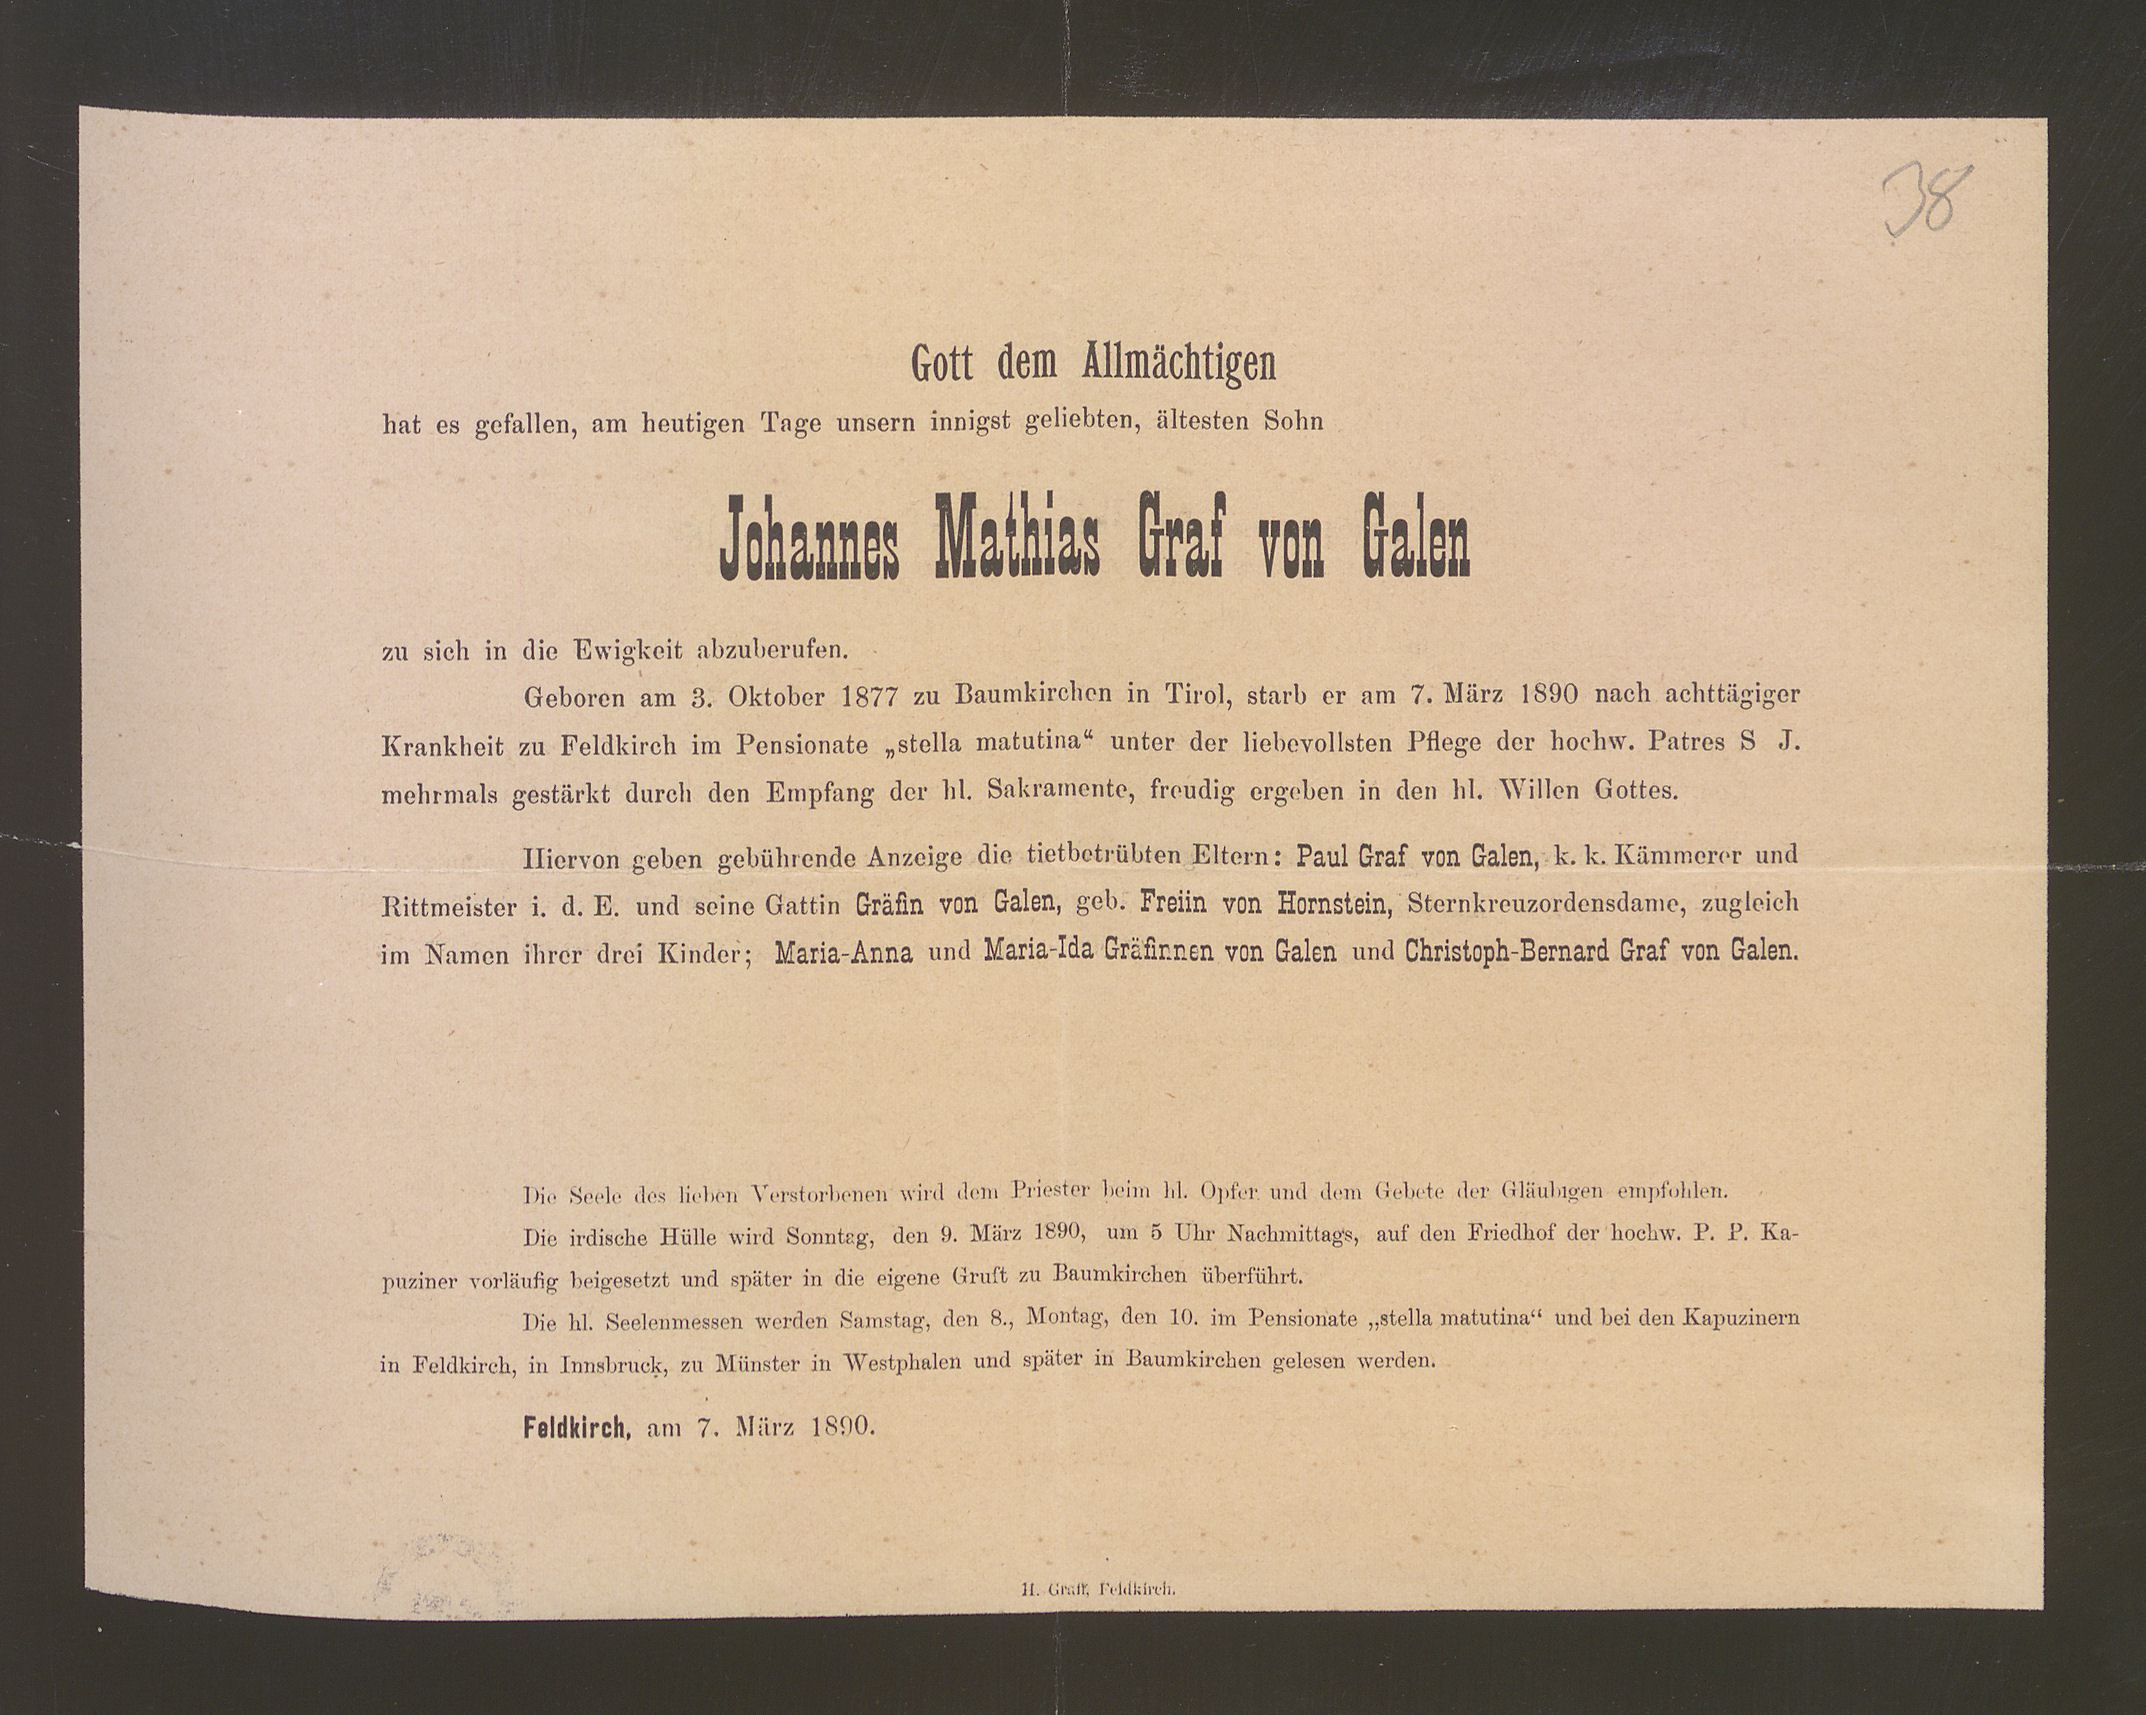 38
Gott dem Allmächtigen
hat es gefallen, am heutigen Tage unsern innigst geliebten, ältesten Sohn
Johannes Mathias Graf von Galen
zu sich in die Ewigkeit abzuberufen.
Geboren am 3. Oktober 1877 zu Baumkirchen in Tirol, starb er am 7. März 1890 nach achttägiger
Krankheit zu Feldkirch im Pensionate „stella matutina“ unter der liebevollsten Pflege der hochw. Patres S J.
mehrmals gestärkt durch den Empfang der hl. Sakramente, freudig ergeben in den hl. Willen Gottes.
Hiervon geben gebührende Anzeige die tietbetrübten Eltern: Paul Graf von Galen, k. k. Kämmerer und
Rittmeister i. d. E. und seine Gattin Gräfin von Galen, geb. Freiin von Hornstein, Sternkreuzordensdame, zugleich
im Namen ihrer drei Kinder; Maria-Anna und Maria-Ida Gräfinnen von Galen und Christoph-Bernard Graf von Galen.
Die Seele des lieben Verstorbenen wird dem Priester beim hl. Opfer und dem Gebete der Gläubigen empfohlen.
Die irdische Hülle wird Sonntag, den 9. März 1890, um 5 Uhr Nachmittags, auf den Friedhof der hochw. P. P. Ka-
puziner vorläufig beigesetzt und später in die eigene Gruft zu Baumkirchen überführt.
Die hl. Seelenmessen werden Samstag, den 8., Montag, den 10. im Pensionate „stella matutina“ und bei den Kapuzinern
in Feldkirch, in Innsbruck, zu Münster in Westphalen und später in Baumkirchen gelesen werden.
Feldkirch, am 7. März 1890.
H. Graff, Feldkirch.